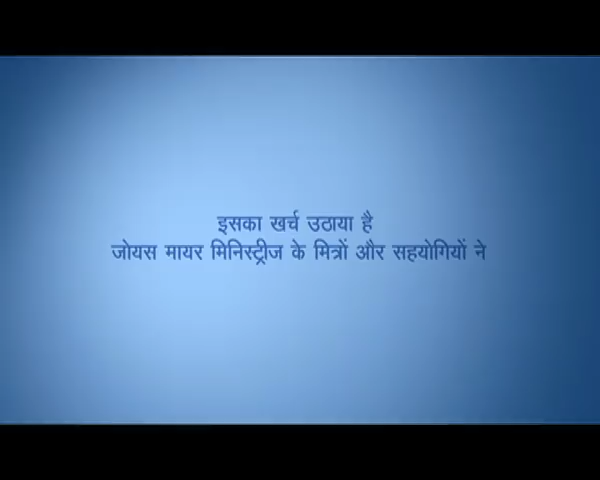 इसका खर्च उठाया है
जोयस मायर मिनिस्ट्रीज के मित्रों और सहयोगियों ने